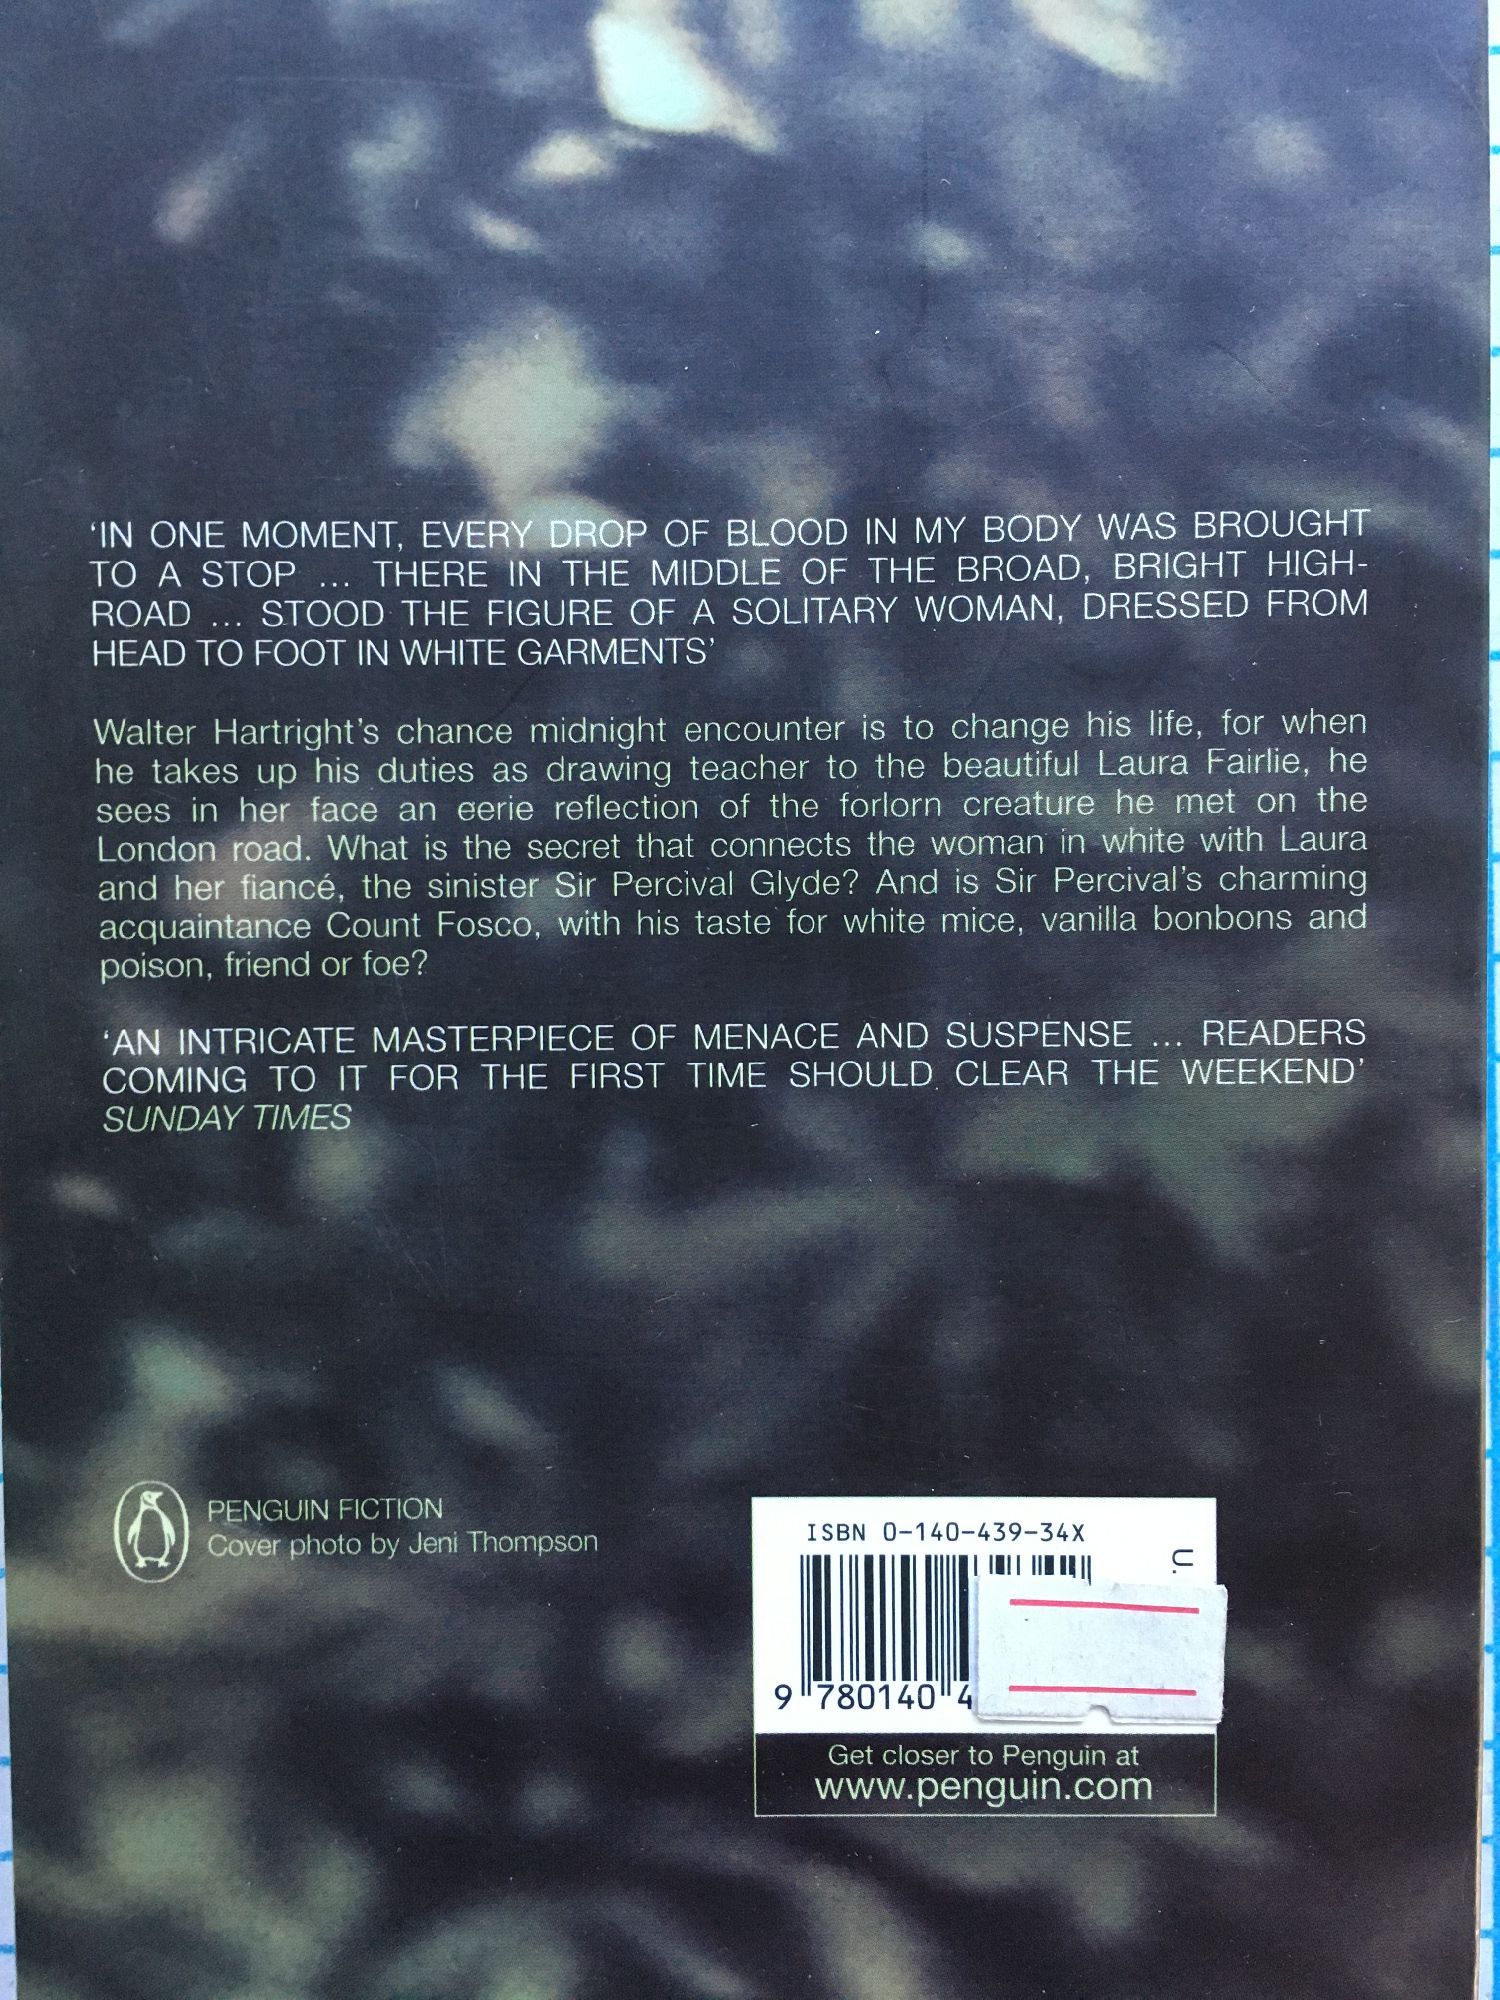 ‘IN ONE MOMENT, EVERY DROP OF BLOOD IN MY BODY WAS BROUGHT
TO A STOP ... THERE IN THE MIDDLE OF THE BROAD, BRIGHT HIGH-
ROAD ... STOOD THE FIGURE OF A SOLITARY WOMAN, DRESSED FROM
HEAD TO FOOT IN WHITE GARMENTS’
Walter Hartright’s chance midnight encounter is to change his life, for when
he takes up his duties as drawing teacher to the beautiful Laura Fairlie, he
sees in her face an eerie reflection of the forlorn creature he met on the
London road. What is the secret that connects the woman in white with Laura
and her fiancé, the sinister Sir Percival Glyde? And is Sir Percival’s charming
acquaintance Count Fosco, with his taste for white mice, vanilla bonbons and
poison, friend or foe?
‘AN INTRICATE MASTERPIECE OF MENACE AND SUSPENSE ... READERS
COMING TO IT FOR THE FIRST TIME SHOULD CLEAR THE WEEKEND’
SUNDAY TIMES
PENGUIN FICTION
Cover photo by Jeni Thompson
ISBN 0-140-439-34X
U.
9 780140 4
Get closer to Penguin at
www.penguin.com